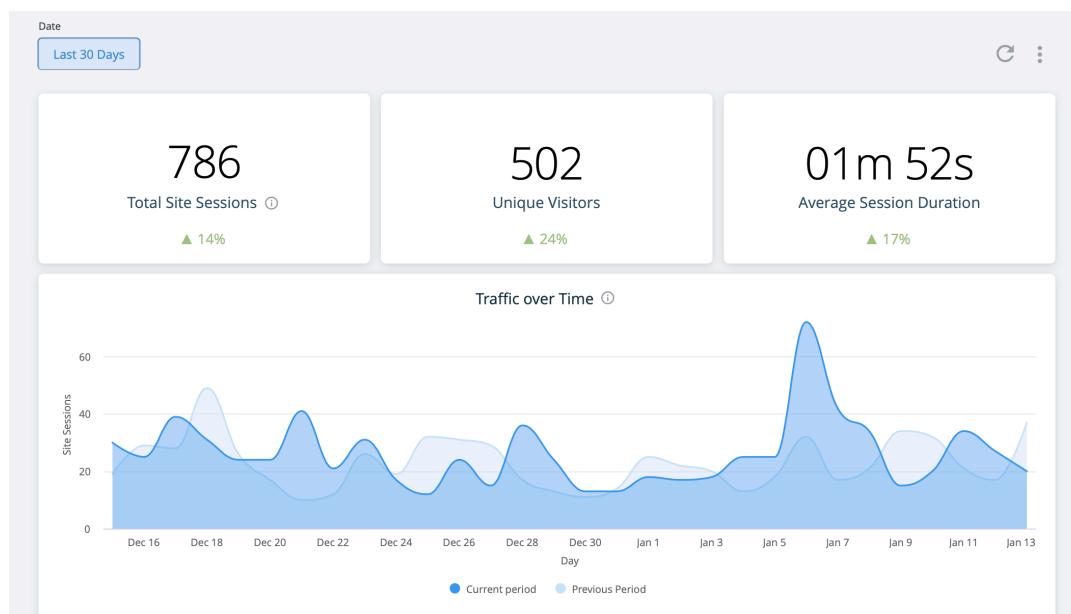 Date
Last 30 Days
786
Total Site Sessions
▲ 14%
502
Unique Visitors
▲ 24%
01m 52s
Average Session Duration
▲ 17%
Traffic over Time
Site Sessions
60
40
20
0
Dec 16 Dec 18 Dec 20 Dec 22 Dec 24 Dec 26 Dec 28 Dec 30 Jan 1 Jan 3 Jan 5 Jan 7 Jan 9 Jan 11 Jan 13
Day
Current period Previous Period